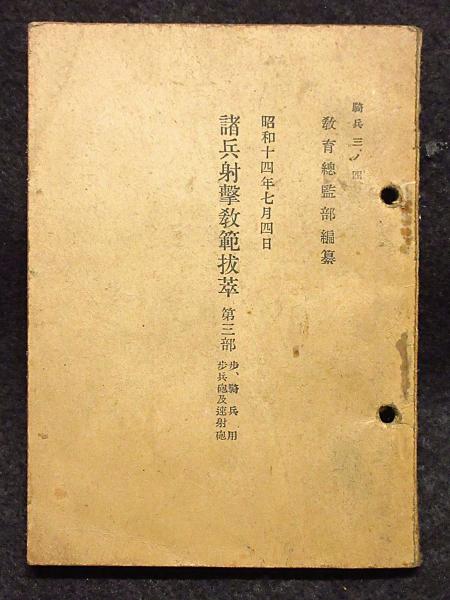 騎兵 三ノ四
教育總監部編纂
昭和十四年七月四日
諸兵射擊教範拔萃 第三部 步、騎兵用
步兵砲及速射砲